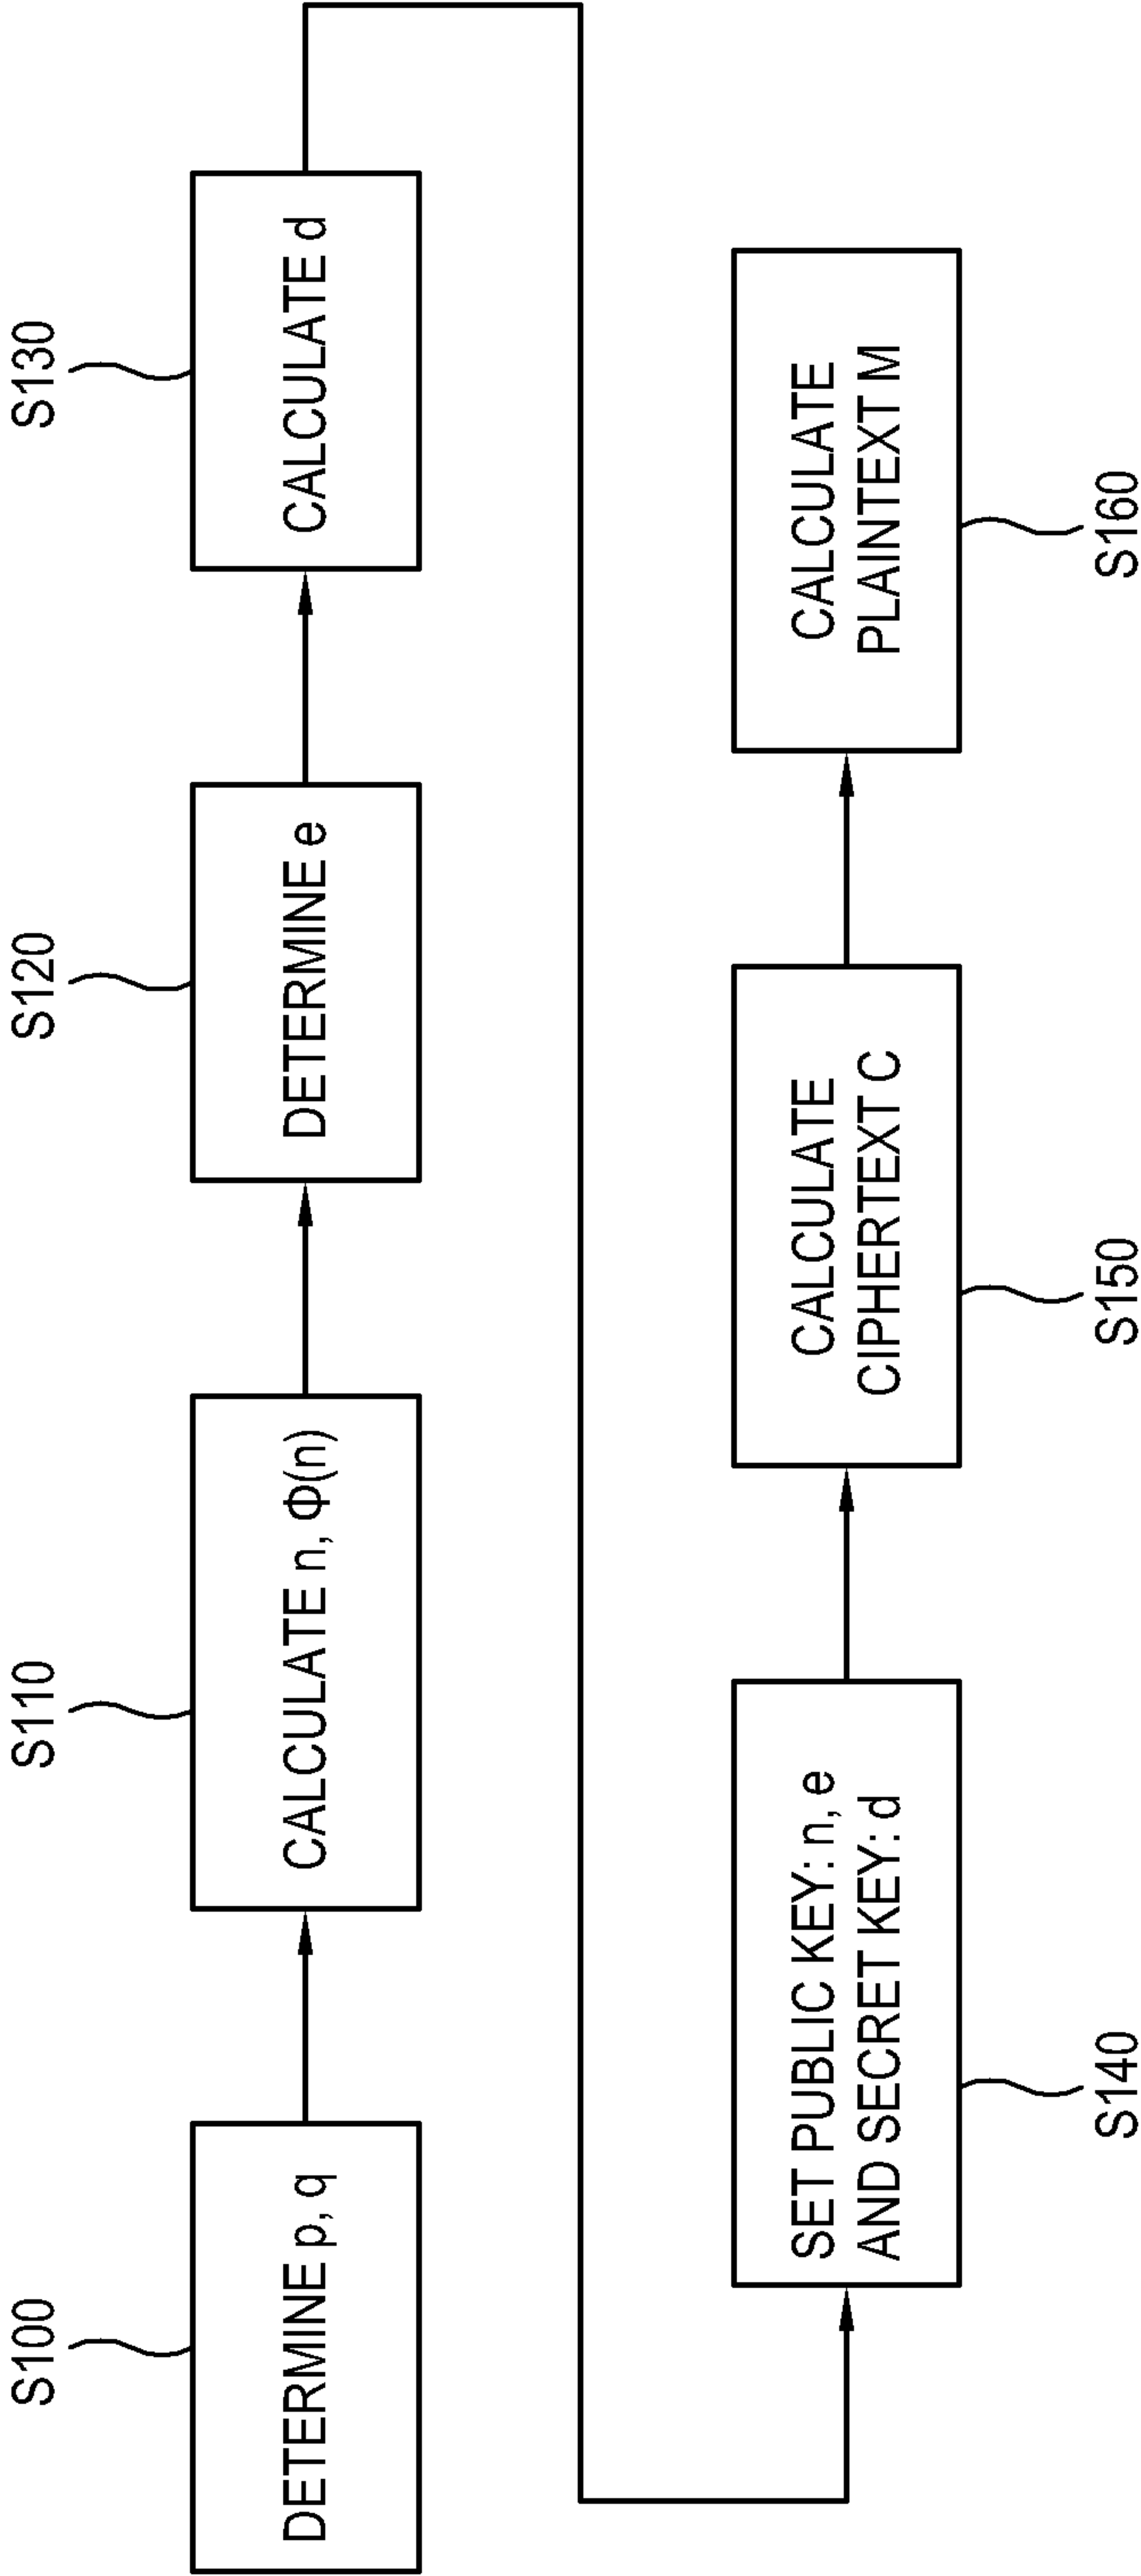 S100
DETERMINE p, q
S110
CALCULATE n, Φ(n)
S120
DETERMINE e
S130
CALCULATE d
SET PUBLIC KEY: n, e
AND SECRET KEY: d
S140
CALCULATE
CIPHERTEXT C
S150
CALCULATE
PLAINTEXT M
S160